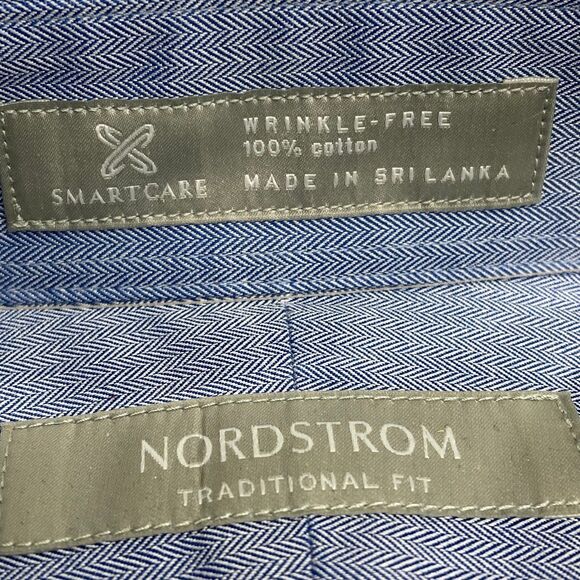 SMARTCARE
WRINKLE-FREE
100% cotton
MADE IN SRI LANKA
NORDSTROM
TRADITIONAL FIT